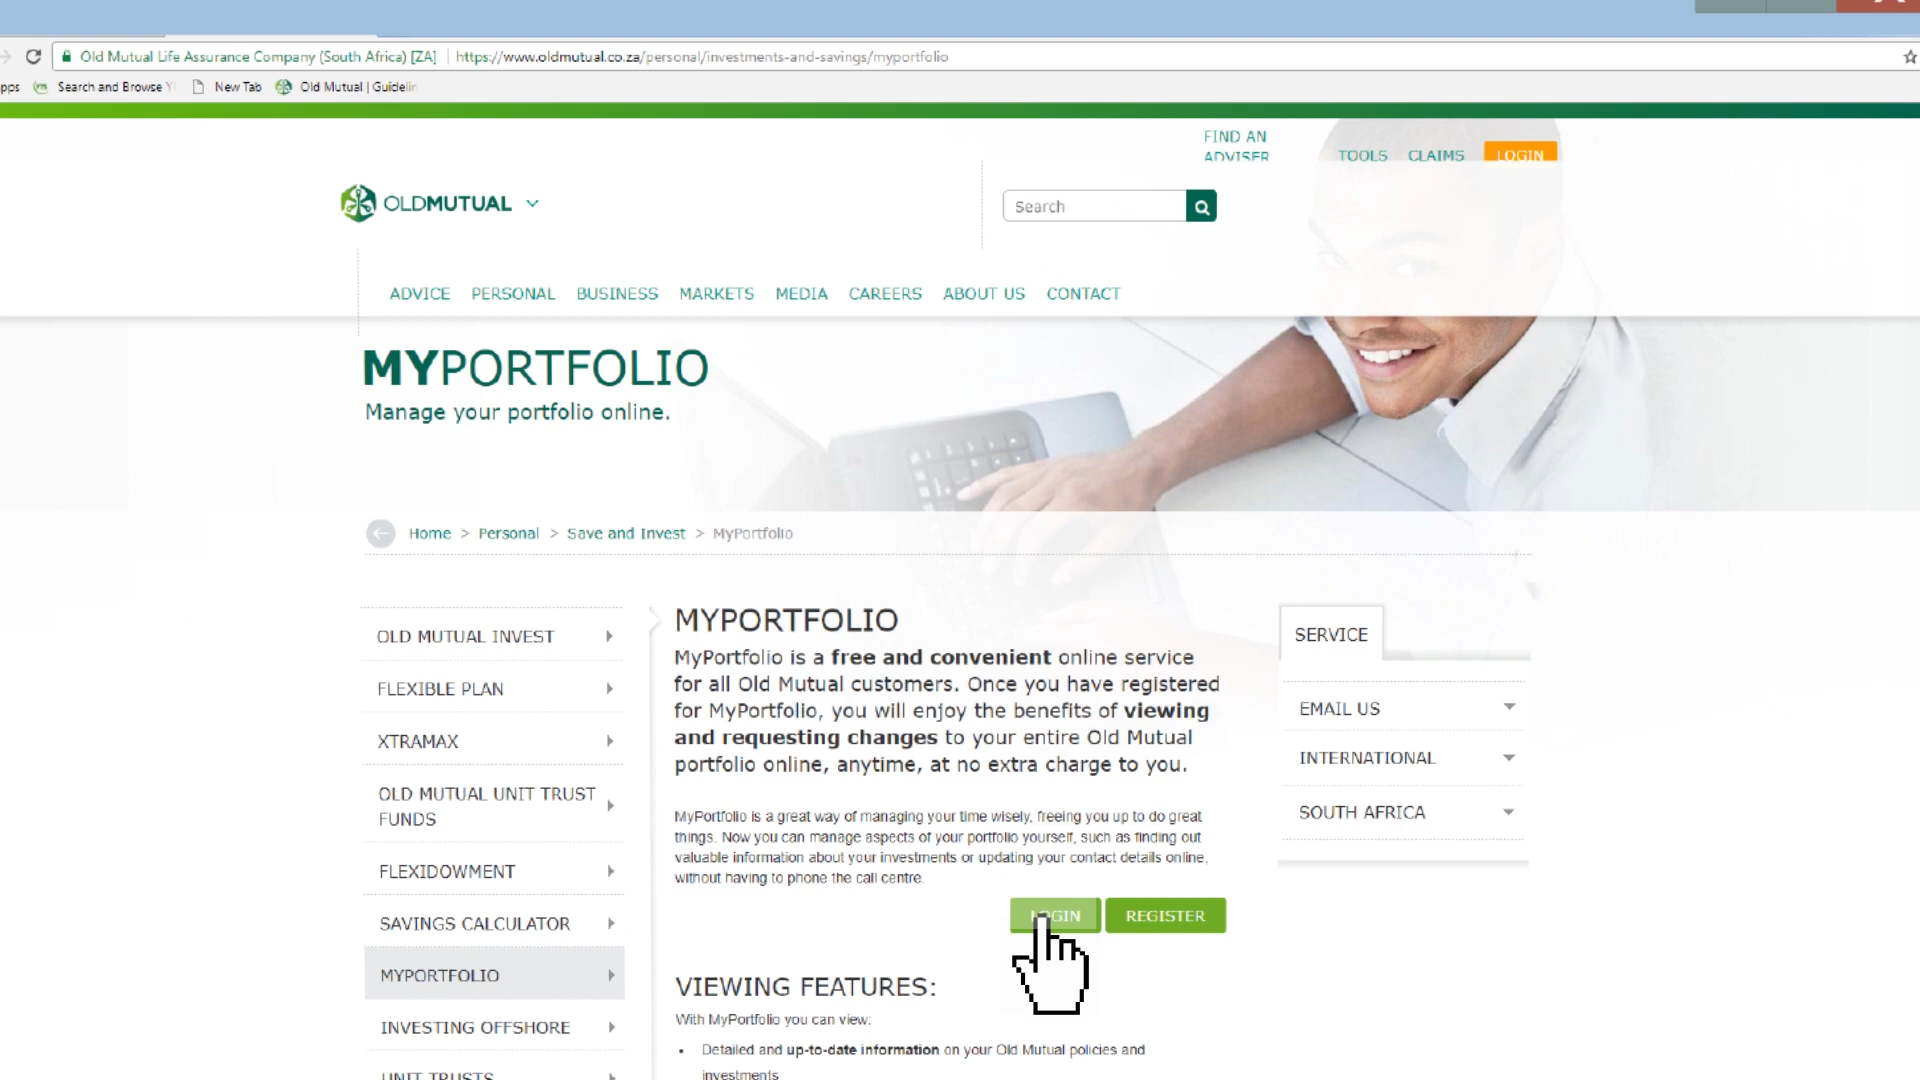 Old Mutual Life Assurance Company (South Africa) [ZA] https://www.oldmutual.co.za/personal/investments-and-savings/myportfolio
pps Search and Browse New Tab Old Mutual | Guidelin
FIND AN
ADVISER
TOOLS CLAIMS LOGIN
OLDMUTUAL
Search
ADVICE PERSONAL BUSINESS MARKETS MEDIA CAREERS ABOUT US CONTACT
MYPORTFOLIO
Manage your portfolio online.
Home > Personal > Save and Invest > MyPortfolio
OLD MUTUAL INVEST
FLEXIBLE PLAN
XTRAMAX
OLD MUTUAL UNIT TRUST
FUNDS
FLEXIDOWMENT
SAVINGS CALCULATOR
MYPORTFOLIO
INVESTING OFFSHORE
UNIT TRUSTS
MYPORTFOLIO
MyPortfolio is a free and convenient online service
for all Old Mutual customers. Once you have registered
for MyPortfolio, you will enjoy the benefits of viewing
and requesting changes to your entire Old Mutual
portfolio online, anytime, at no extra charge to you.
MyPortfolio is a great way of managing your time wisely, freeing you up to do great
things. Now you can manage aspects of your portfolio yourself, such as finding out
valuable information about your investments or updating your contact details online,
without having to phone the call centre.
LOGIN REGISTER
VIEWING FEATURES:
With MyPortfolio you can view:
• Detailed and up-to-date information on your Old Mutual policies and
investments
SERVICE
EMAIL US
INTERNATIONAL
SOUTH AFRICA